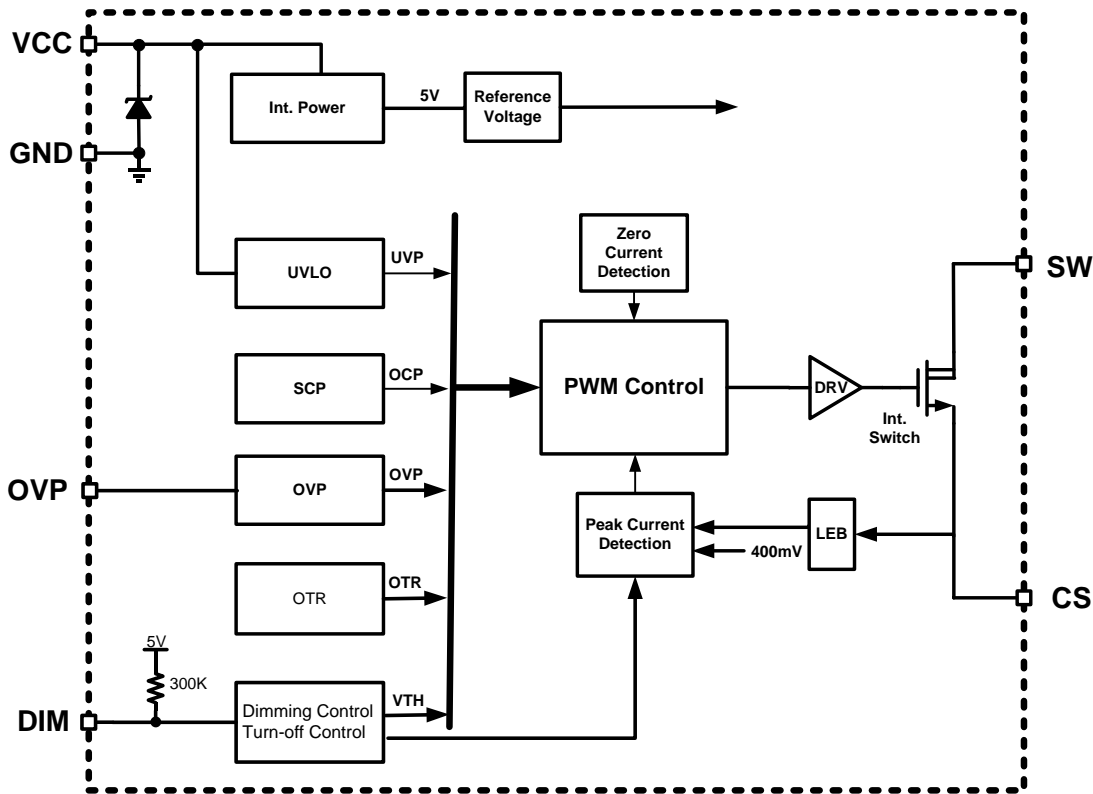 VCC
GND
Int. Power
5V
Reference
Voltage
UVLO
UVP
Zero
Current
Detection
SW
SCP
OCP
PWM Control
DRV
Int.
Switch
OVP
OVP
OVP
Peak Current
Detection
LEB
400mV
OTR
OTR
CS
5V
300K
DIM
Dimming Control
Turn-off Control
VTH